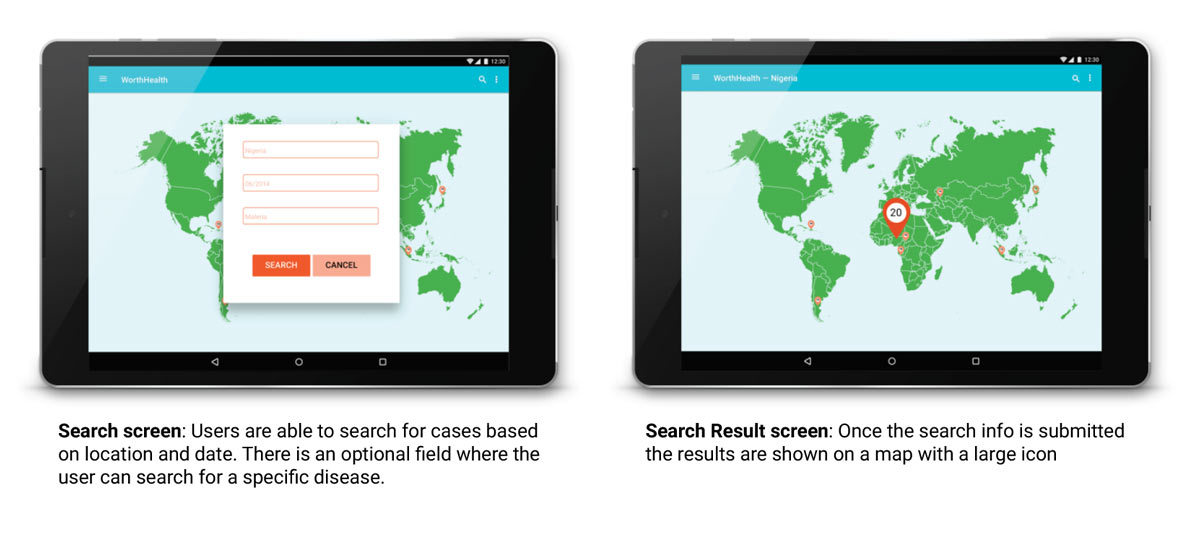 12:30
WorthHealth
Nigeria
06/2014
Maleria
SEARCH CANCEL
12:30
WorthHealth — Nigeria
20
Search screen: Users are able to search for cases based
on location and date. There is an optional field where the
user can search for a specific disease.
Search Result screen: Once the search info is submitted
the results are shown on a map with a large icon